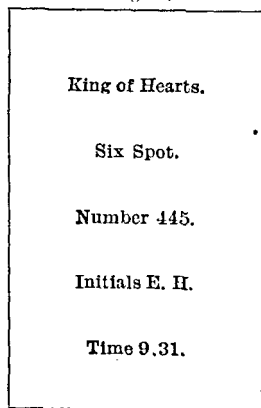 King of Hearts.
Six Spot.
Number 445.
Initials E. H.
Time 9.31.